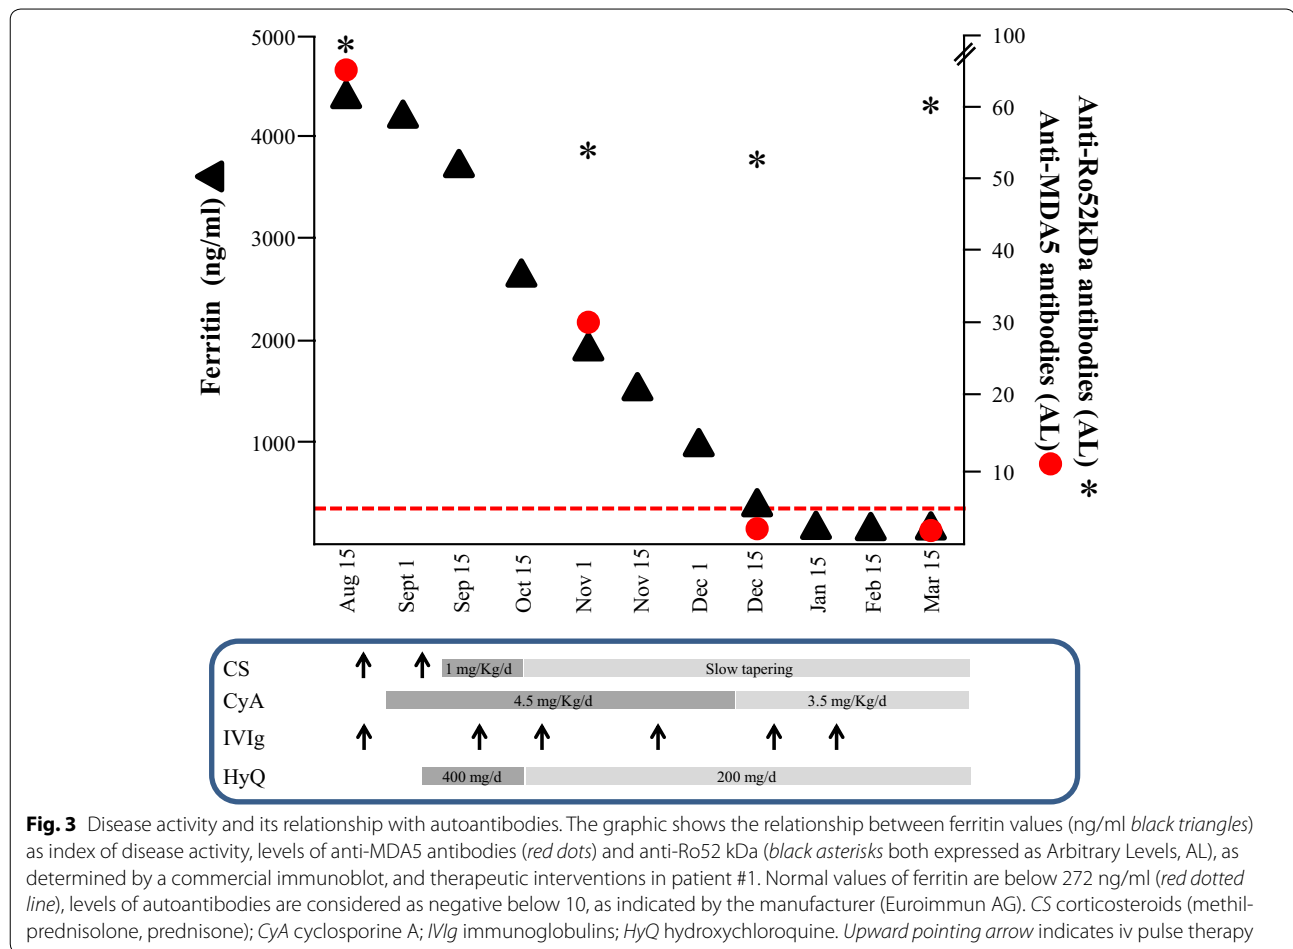 5000
4000
3000
2000
1000
Ferritin (ng/ml)
100
60
50
40
30
20
10
Anti-Ro52kDa antibodies (AL) *
Anti-MDA5 antibodies (AL)
*
*
*
*
Aug 15
Sept 1
Sep 15
Oct 15
Nov 1
Nov 15
Dec 1
Dec 15
Jan 15
Feb 15
Mar 15
CS
1 mg/Kg/d
Slow tapering
CyA
4.5 mg/Kg/d
3.5 mg/Kg/d
IVIg
HyQ
400 mg/d
200 mg/d
Fig. 3 Disease activity and its relationship with autoantibodies. The graphic shows the relationship between ferritin values (ng/ml black triangles)
as index of disease activity, levels of anti-MDA5 antibodies (red dots) and anti-Ro52 kDa (black asterisks both expressed as Arbitrary Levels, AL), as
determined by a commercial immunoblot, and therapeutic interventions in patient #1. Normal values of ferritin are below 272 ng/ml (red dotted
line), levels of autoantibodies are considered as negative below 10, as indicated by the manufacturer (Euroimmun AG). CS corticosteroids (methil-
prednisolone, prednisone); CyA cyclosporine A; IVIg immunoglobulins; HyQ hydroxychloroquine. Upward pointing arrow indicates iv pulse therapy